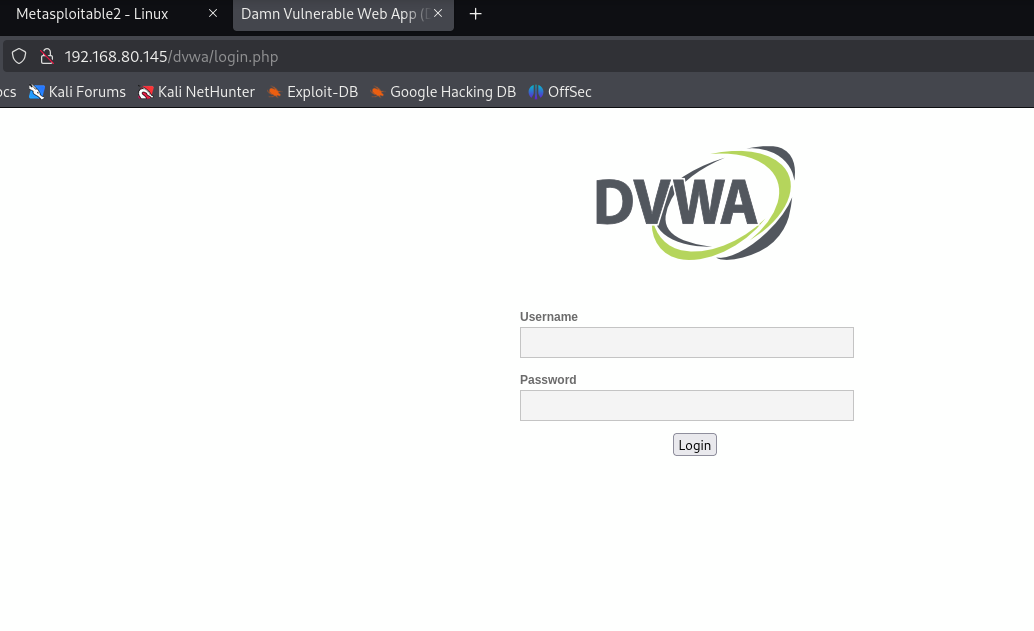 Metasploitable2 - Linux
Damn Vulnerable Web App (
192.168.80.145/dvwa/login.php
ocs Kali Forums Kali NetHunter Exploit-DB Google Hacking DB OffSec
DVWA
Username
Password
Login